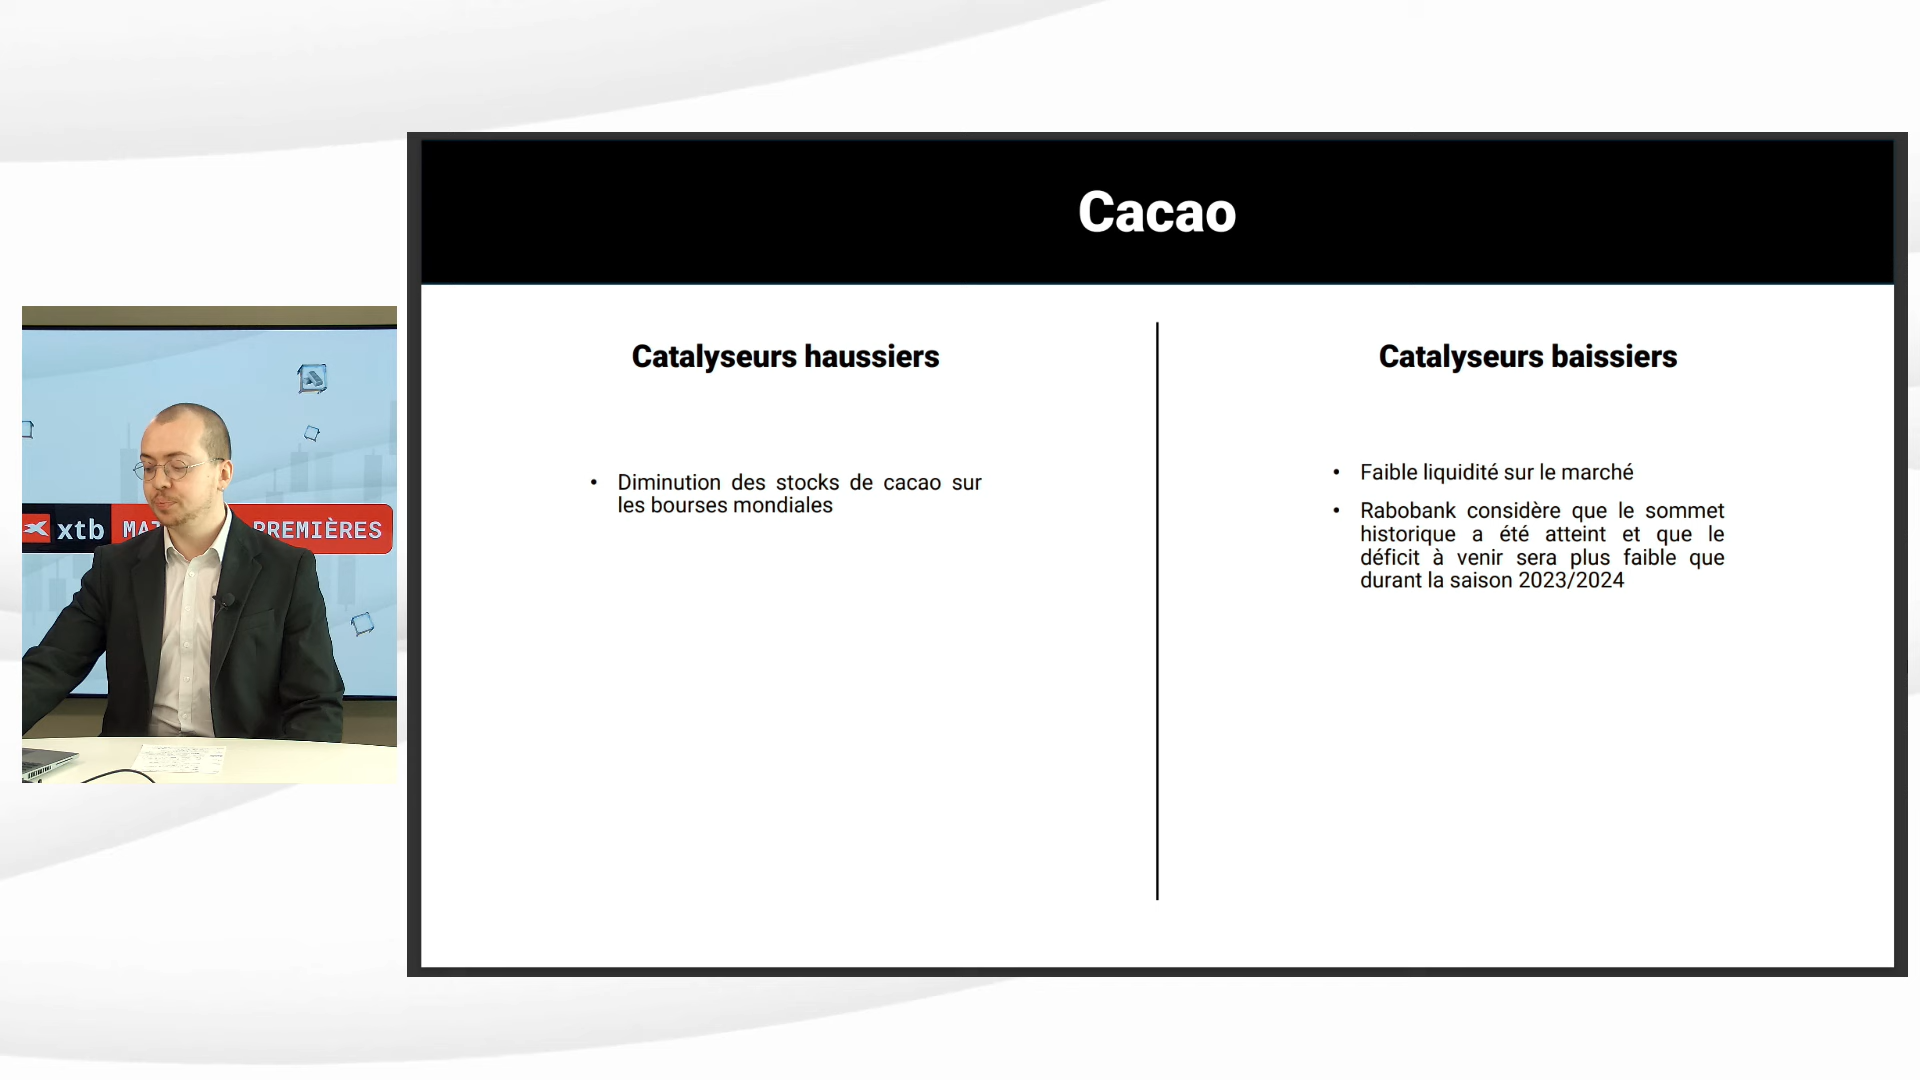 Cacao
Catalyseurs haussiers
• Diminution des stocks de cacao sur
les bourses mondiales
Catalyseurs baissiers
• Faible liquidité sur le marché
• Rabobank considère que le sommet
historique a été atteint et que le
déficit à venir sera plus faible que
durant la saison 2023/2024
xtb
PREMIÈRES